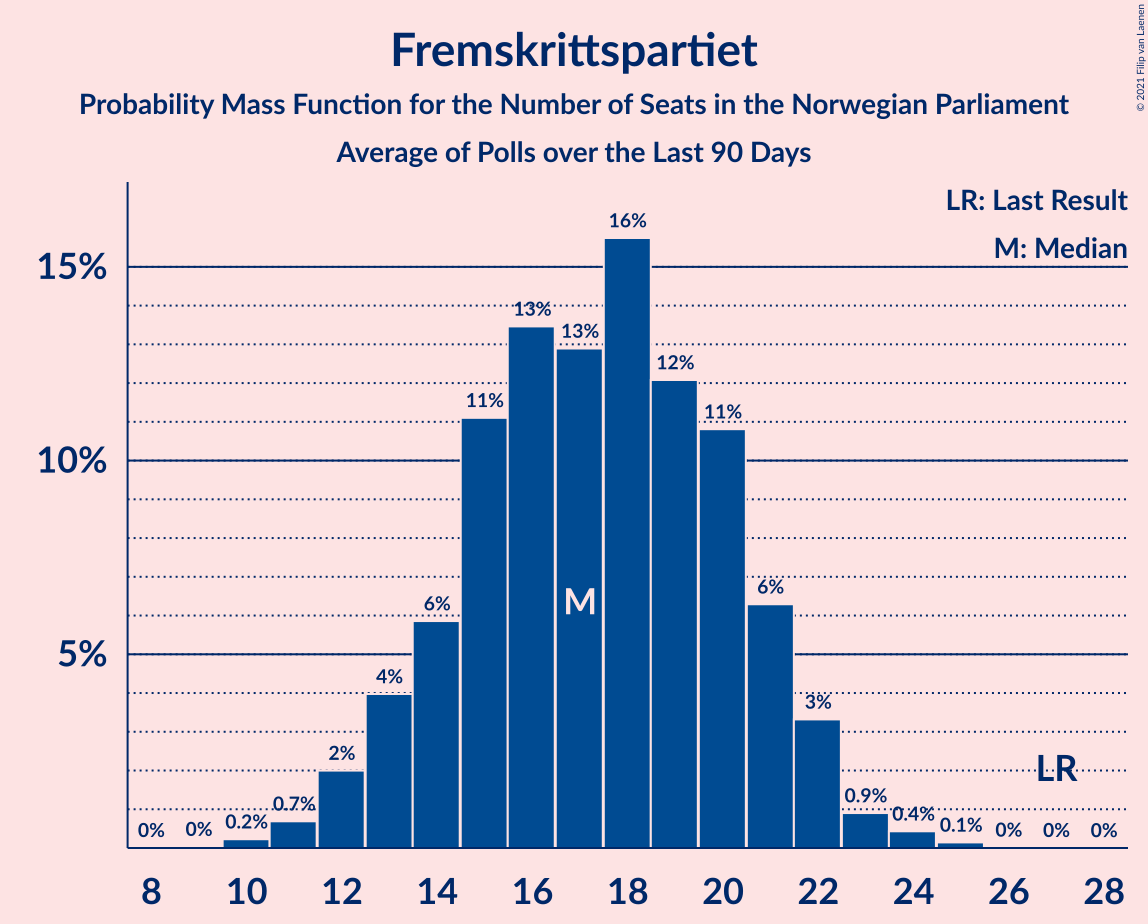 Fremskrittspartiet
Probability Mass Function for the Number of Seats in the Norwegian Parliament
Average of Polls over the Last 90 Days
© 2021 Filip van Laenen
LR: Last Result
M: Median
15%
10%
5%
0%
0%
0.2%
0.7%
2%
4%
6%
11%
13%
13%
16%
12%
11%
6%
3%
0.9%
0.4%
0.1%
0%
0%
0%
M
LR
8 10 12 14 16 18 20 22 24 26 28